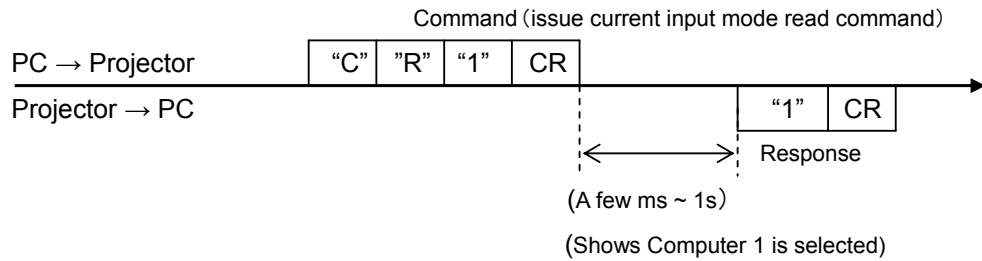 Command（issue current input mode read command）
PC → Projector “C” ”R” “1” CR
Projector → PC “1” CR
Response
(A few ms ~ 1s）
(Shows Computer 1 is selected)